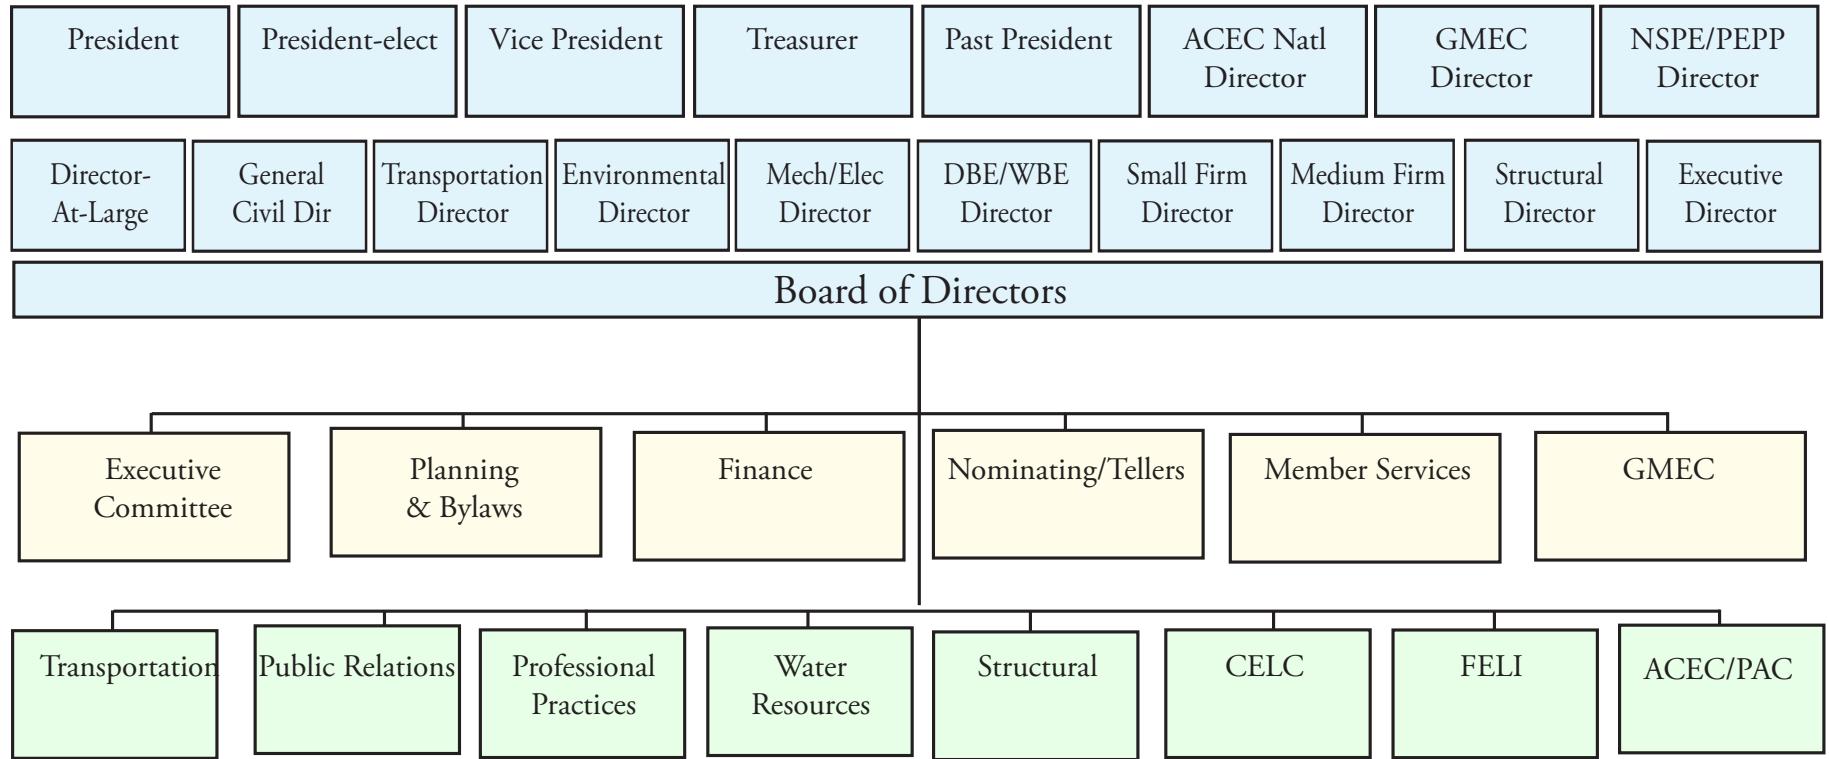 President
President-elect
Vice President
Treasurer
Past President
ACEC Natl
Director
GMEC
Director
NSPE/PEPP
Director
Director-
At-Large
General
Civil Dir
Transportation
Director
Environmental
Director
Mech/Elec
Director
DBE/WBE
Director
Small Firm
Director
Medium Firm
Director
Structural
Director
Executive
Director
Board of Directors
Executive
Committee
Planning
& Bylaws
Finance
Nominating/Tellers
Member Services
GMEC
Transportation
Public Relations
Professional
Practices
Water
Resources
Structural
CELC
FELI
ACEC/PAC